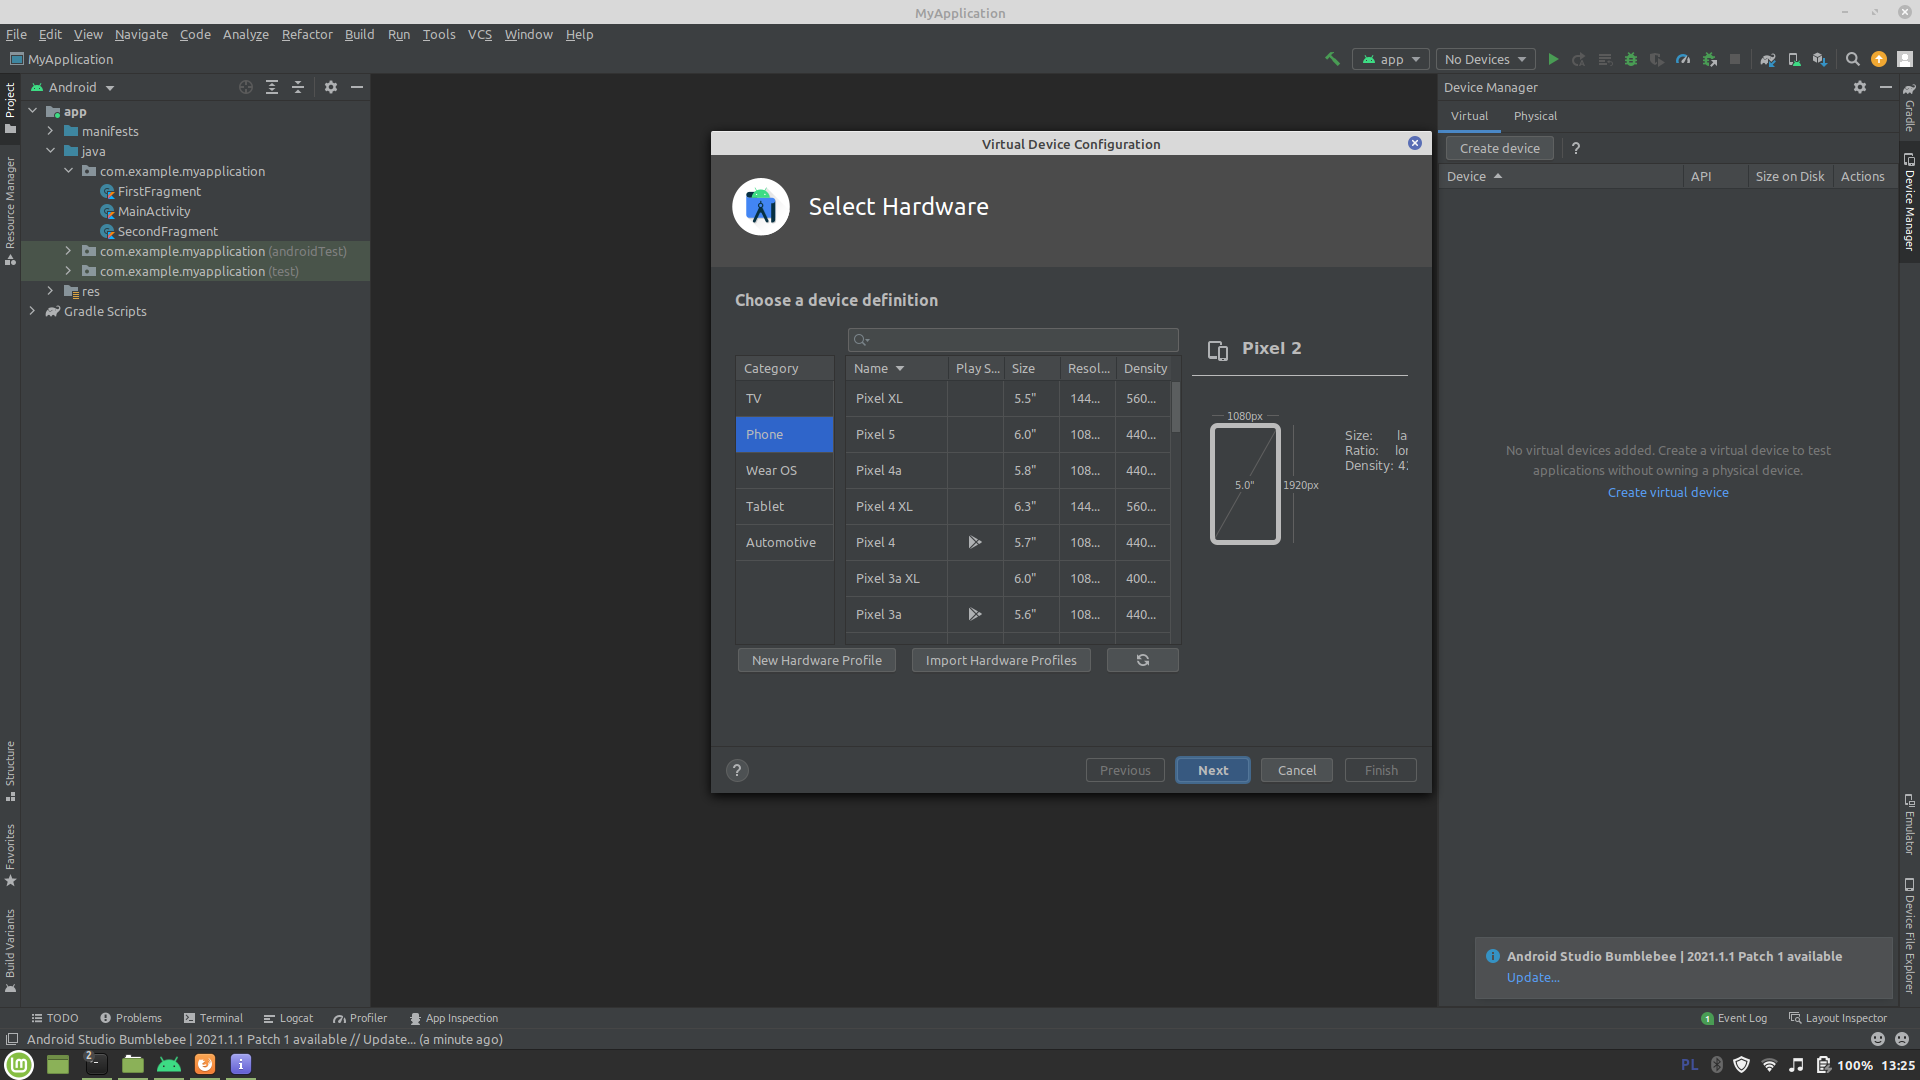 MyApplication
File Edit View Navigate Code Analyze Refactor Build Run Tools VCS Window Help
MyApplication
app
No Devices
Project
Resource Manager
Structure
Favorites
Build Variants
Android
app
manifests
java
com.example.myapplication
FirstFragment
MainActivity
SecondFragment
com.example.myapplication (androidTest)
com.example.myapplication (test)
res
Gradle Scripts
Virtual Device Configuration
Select Hardware
Choose a device definition
Category
TV
Phone
Wear OS
Tablet
Automotive
Name Play S... Size Resol... Density
Pixel XL 5.5" 144... 560...
Pixel 5 6.0" 108... 440...
Pixel 4a 5.8" 108... 440...
Pixel 4 XL 6.3" 144... 560...
Pixel 4 5.7" 108... 440...
Pixel 3a XL 6.0" 108... 400...
Pixel 3a 5.6" 108... 440...
New Hardware Profile
Import Hardware Profiles
Pixel 2
1080px
5.0"
1920px
Size: la
Ratio: lo
Density: 4
?
Previous
Next
Cancel
Finish
Device Manager
Virtual Physical
Create device ?
Device API Size on Disk Actions
No virtual devices added. Create a virtual device to test
applications without owning a physical device.
Create virtual device
Android Studio Bumblebee | 2021.1.1 Patch 1 available
Update...
Gradle
Device Manager
Emulator
Device File Explorer
TODO Problems Terminal Logcat Profiler App Inspection
1 Event Log Layout Inspector
Android Studio Bumblebee | 2021.1.1 Patch 1 available // Update... (a minute ago)
2
PL 100% 13:25